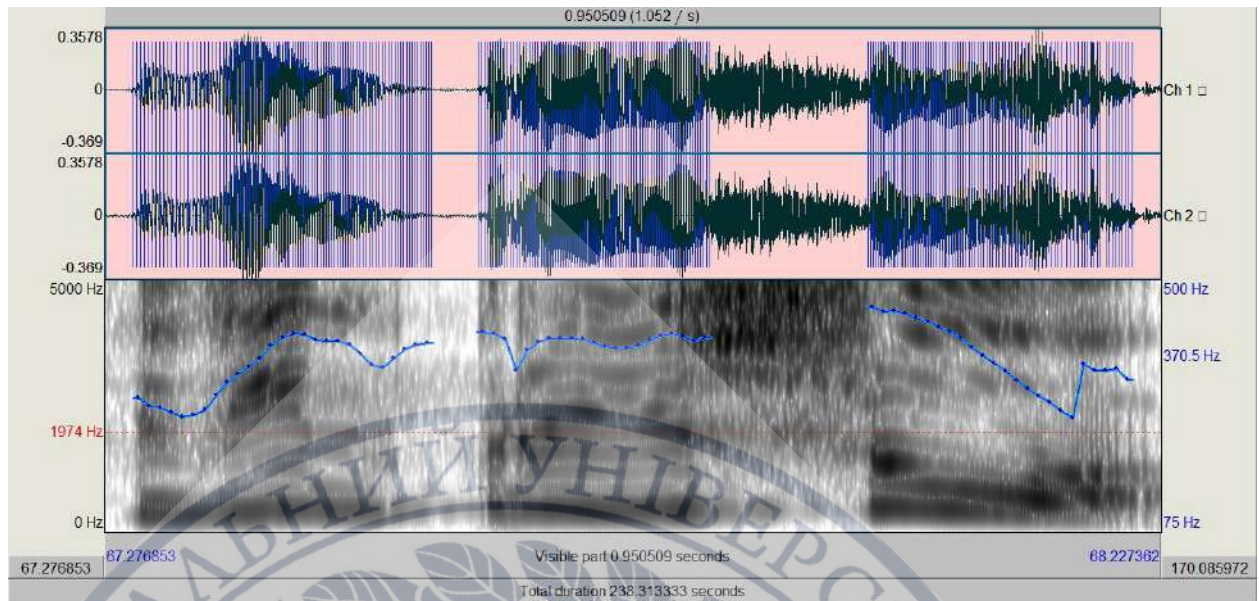 0.950509 (1.052 / s)
0.3578
0
-0.369
Ch 1
0.3578
0
-0.369
Ch 2
5000 Hz
500 Hz
370.5 Hz
1974 Hz
0 Hz
75 Hz
АЛЬНИЙ УНІВЕРС
67.276853
Visible part 0.950509 seconds
68.227362
67.276853
170.085972
Total duration 238.313333 seconds